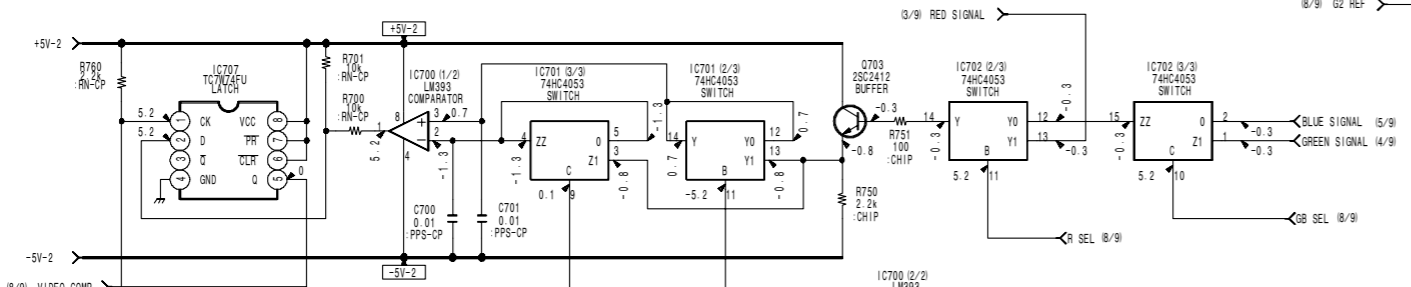 (3/9) RED SIGNAL
(8/9) G2 REF
+5V-2
+5V-2
R760
2.2k
:RN-CP
IC707
TC7W74FU
LATCH
R701
10k
:RN-CP
R700
10k
:RN-CP
IC700 (1/2)
LM393
COMPARATOR
IC701 (3/3)
74HC4053
SWITCH
IC701 (2/3)
74HC4053
SWITCH
Q703
2SC2412
BUFFER
IC702 (2/3)
74HC4053
SWITCH
IC702 (3/3)
74HC4053
SWITCH
5.2
1 CK VCC 8
5.2
2 D PR 7
3 Q CLR 6
4 GND Q 5
0
8
3 0.7
1
2
5.2
4
-1.3
4 ZZ 0 5
-1.3
Z1 3
-1.3
-0.8
C
0.1 9
14 Y Y0 12
0.7
Y1 13
0.7
-0.8
B
-5.2 11
-0.3
-0.8
R751
100
:CHIP
14 Y Y0 12
-0.3
Y1 13
-0.3
-0.3
B
5.2 11
15 ZZ 0 2
-0.3
BLUE SIGNAL (5/9)
Z1 1
-0.3
GREEN SIGNAL (4/9)
-0.3
C
5.2 10
C700
0.01
:PPS-CP
C701
0.01
:PPS-CP
R750
2.2k
:CHIP
GB SEL (8/9)
R SEL (8/9)
-5V-2
-5V-2
IC700 (2/2)
LM393
(8/9) VIDEO COMP